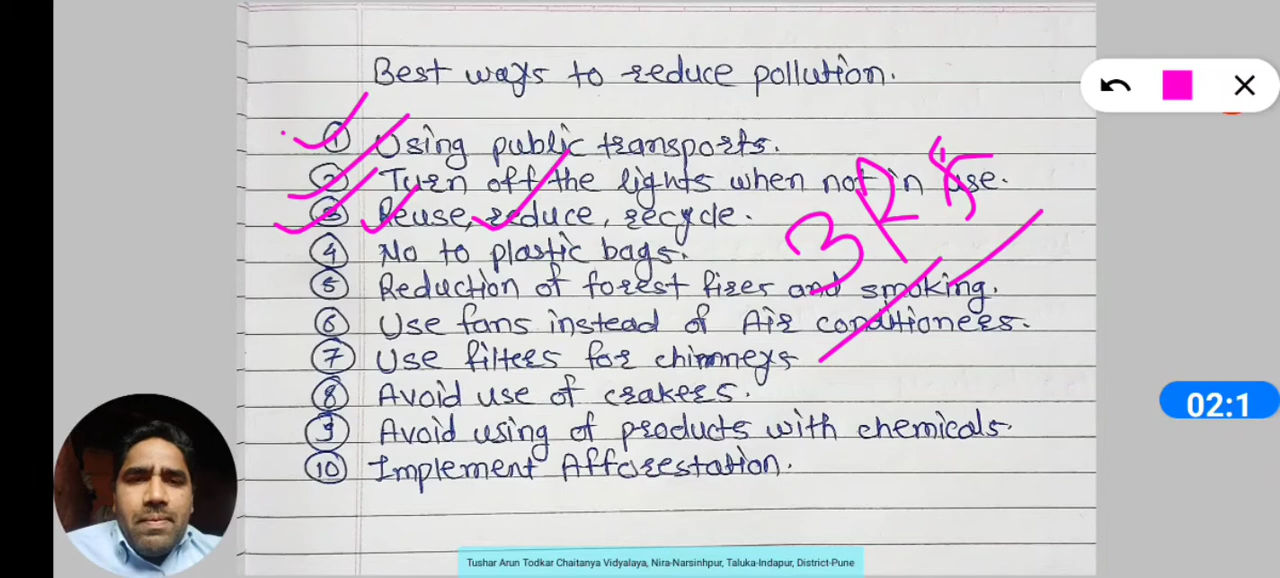 Best ways to reduce pollution.
① Using public transports.
② Turn off the lights when not in use.
③ Reuse, reduce, recycle.
3R's
④ No to plastic bags.
⑤ Reduction of forest fires and smoking.
⑥ Use fans instead of Air conditioners.
⑦ Use filters for chimneys
⑧ Avoid use of crakers.
⑨ Avoid using of products with chemicals.
⑩ Implement Afforestation.
02:1
Tushar Arun Todkar Chaitanya Vidyalaya, Nira-Narsinhpur, Taluka-Indapur, District-Pune